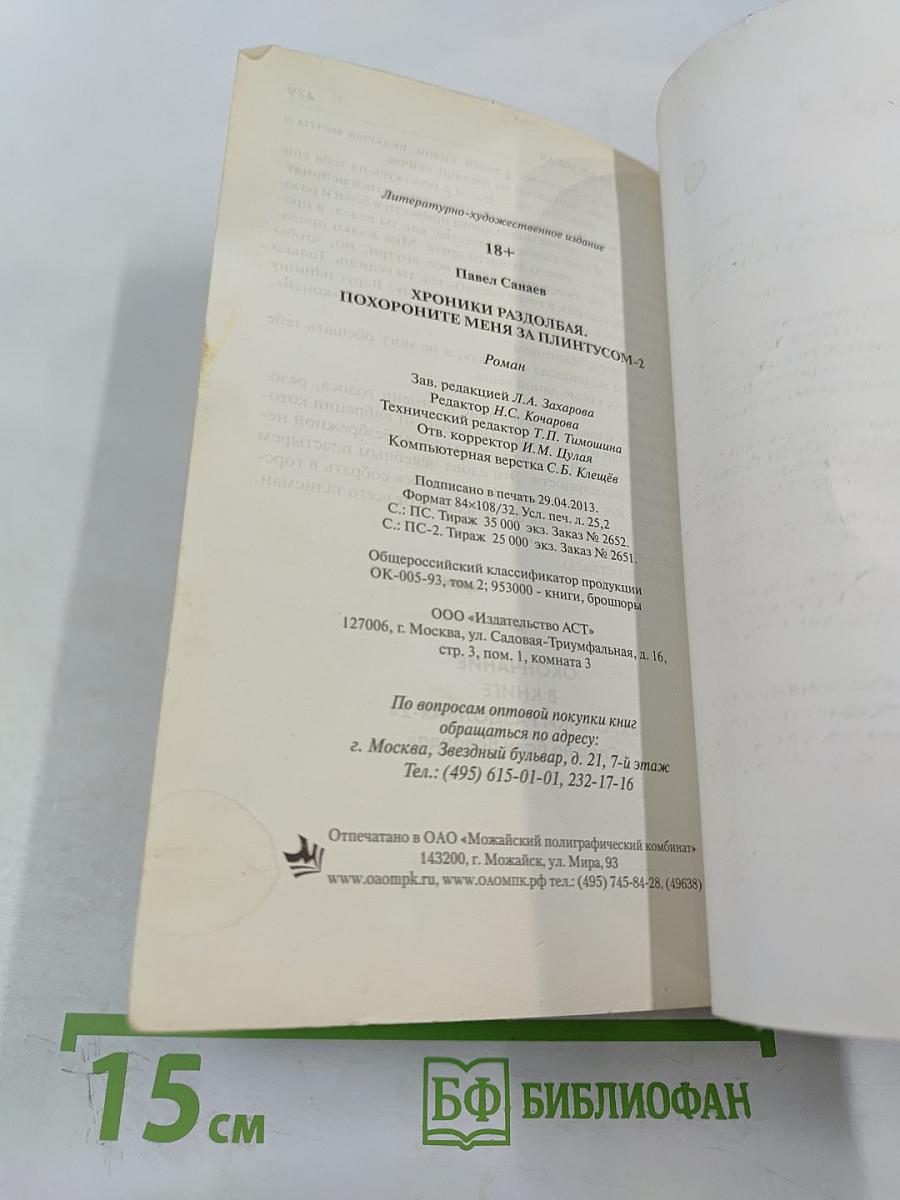 Литературно-художественное издание
18+
Павел Санаев
ХРОНИКИ РАЗДОЛБАЯ.
ПОХОРОНИТЕ МЕНЯ ЗА ПЛИНТУСОМ-2
Роман
Зав. редакцией Л.А. Захарова
Редактор Н.С. Кочарова
Технический редактор Т.П. Тимошина
Отв. корректор И.М. Цулая
Компьютерная верстка С.Б. Клещёв
Подписано в печать 29.04.2013.
Формат 84×108/32. Усл. печ. л. 25,2
С.: ПС. Тираж 35 000 экз. Заказ № 2652.
С.: ПС-2. Тираж 25 000 экз. Заказ № 2651.
Общероссийский классификатор продукции
ОК-005-93, том 2; 953000 - книги, брошюры
ООО «Издательство АСТ»
127006, г. Москва, ул. Садовая-Триумфальная, д. 16,
стр. 3, пом. 1, комната 3
По вопросам оптовой покупки книг
обращаться по адресу:
г. Москва, Звездный бульвар, д. 21, 7-й этаж
Тел.: (495) 615-01-01, 232-17-16
Отпечатано в ОАО «Можайский полиграфический комбинат»
143200, г. Можайск, ул. Мира, 93
www.oaompk.ru, www.ОАОМПК.рф тел.: (495) 745-84-28, (49638)
15 см
БФ БИБЛИОФАН